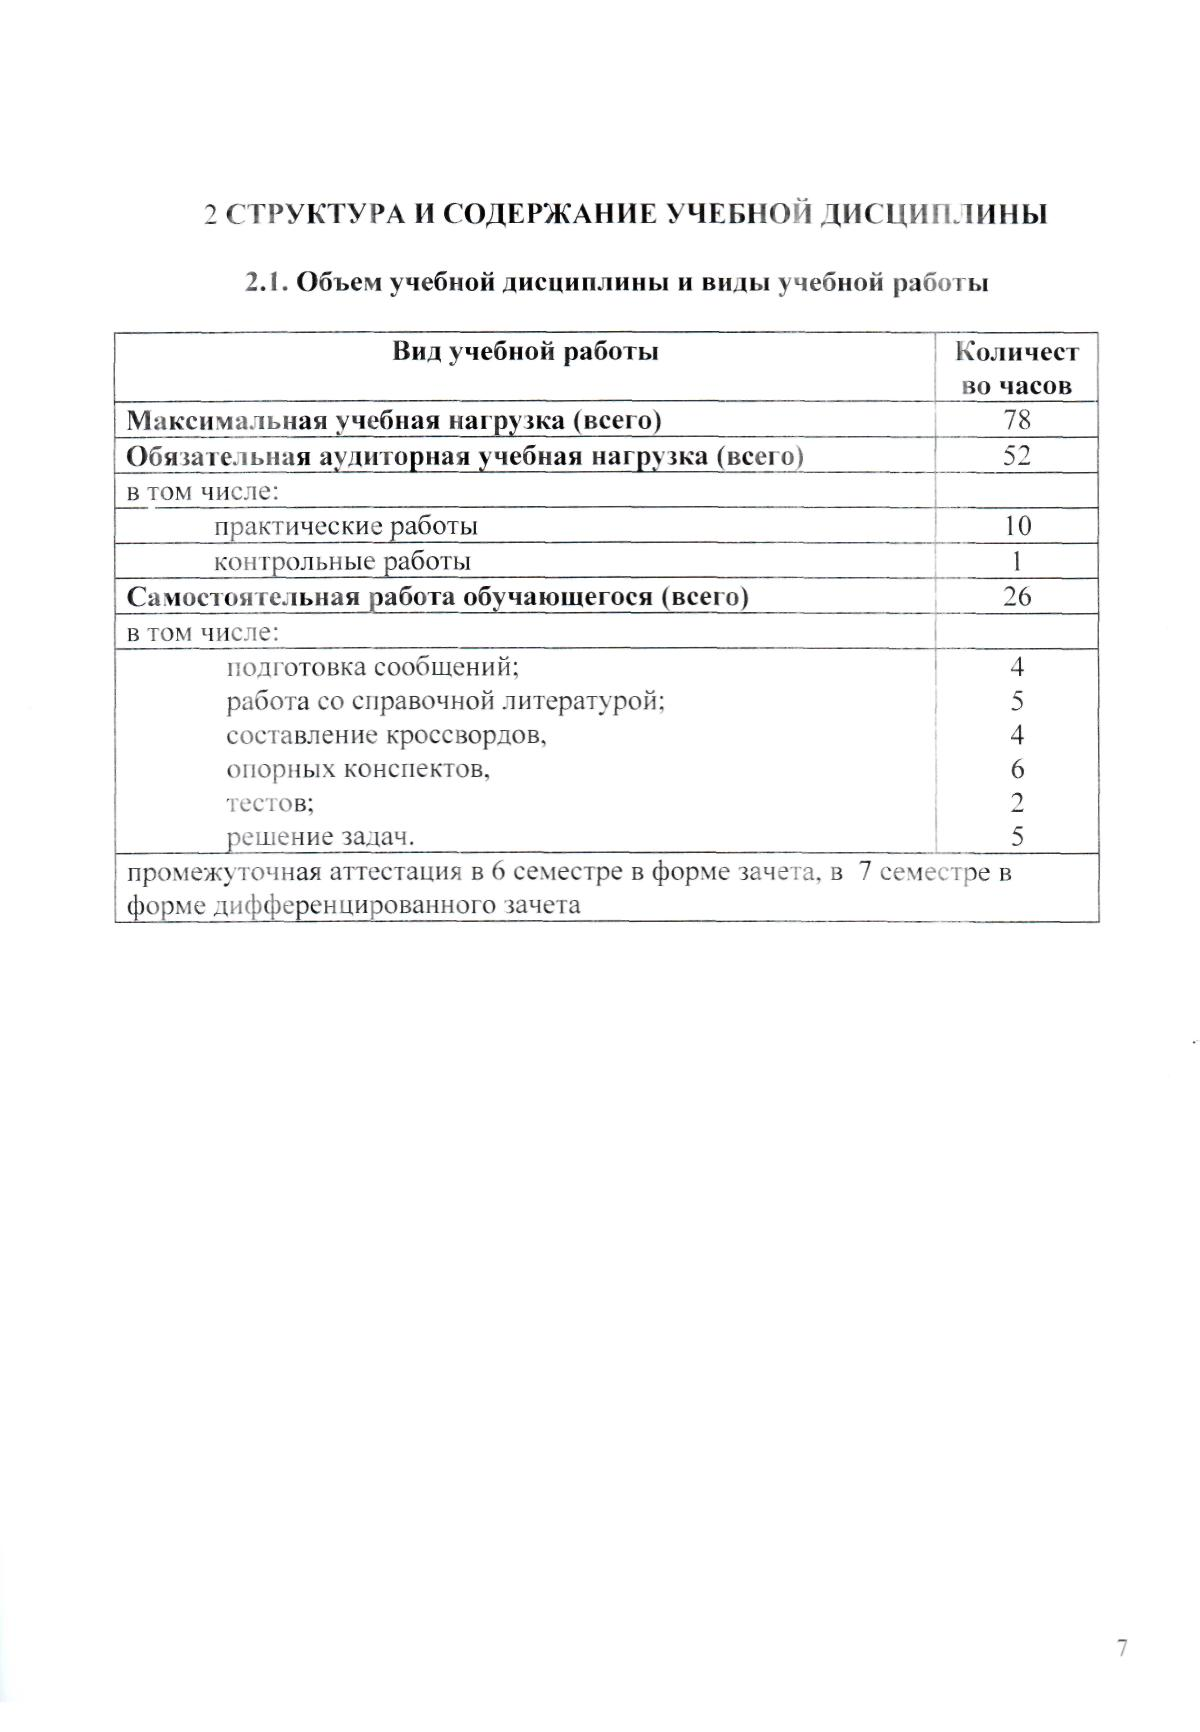 2 СТРУКТУРА И СОДЕРЖАНИЕ УЧЕБНОЙ ДИСЦИПЛИНЫ
2.1. Объем учебной дисциплины и виды учебной работы
Вид учебной работы Количест
во часов
Максимальная учебная нагрузка (всего) 78
Обязательная аудиторная учебная нагрузка (всего) 52
в том числе:
практические работы 10
контрольные работы 1
Самостоятельная работа обучающегося (всего) 26
в том числе:
подготовка сообщений; 4
работа со справочной литературой; 5
составление кроссвордов, 4
опорных конспектов, 6
тестов; 2
решение задач. 5
промежуточная аттестация в 6 семестре в форме зачета, в 7 семестре в
форме дифференцированного зачета
7